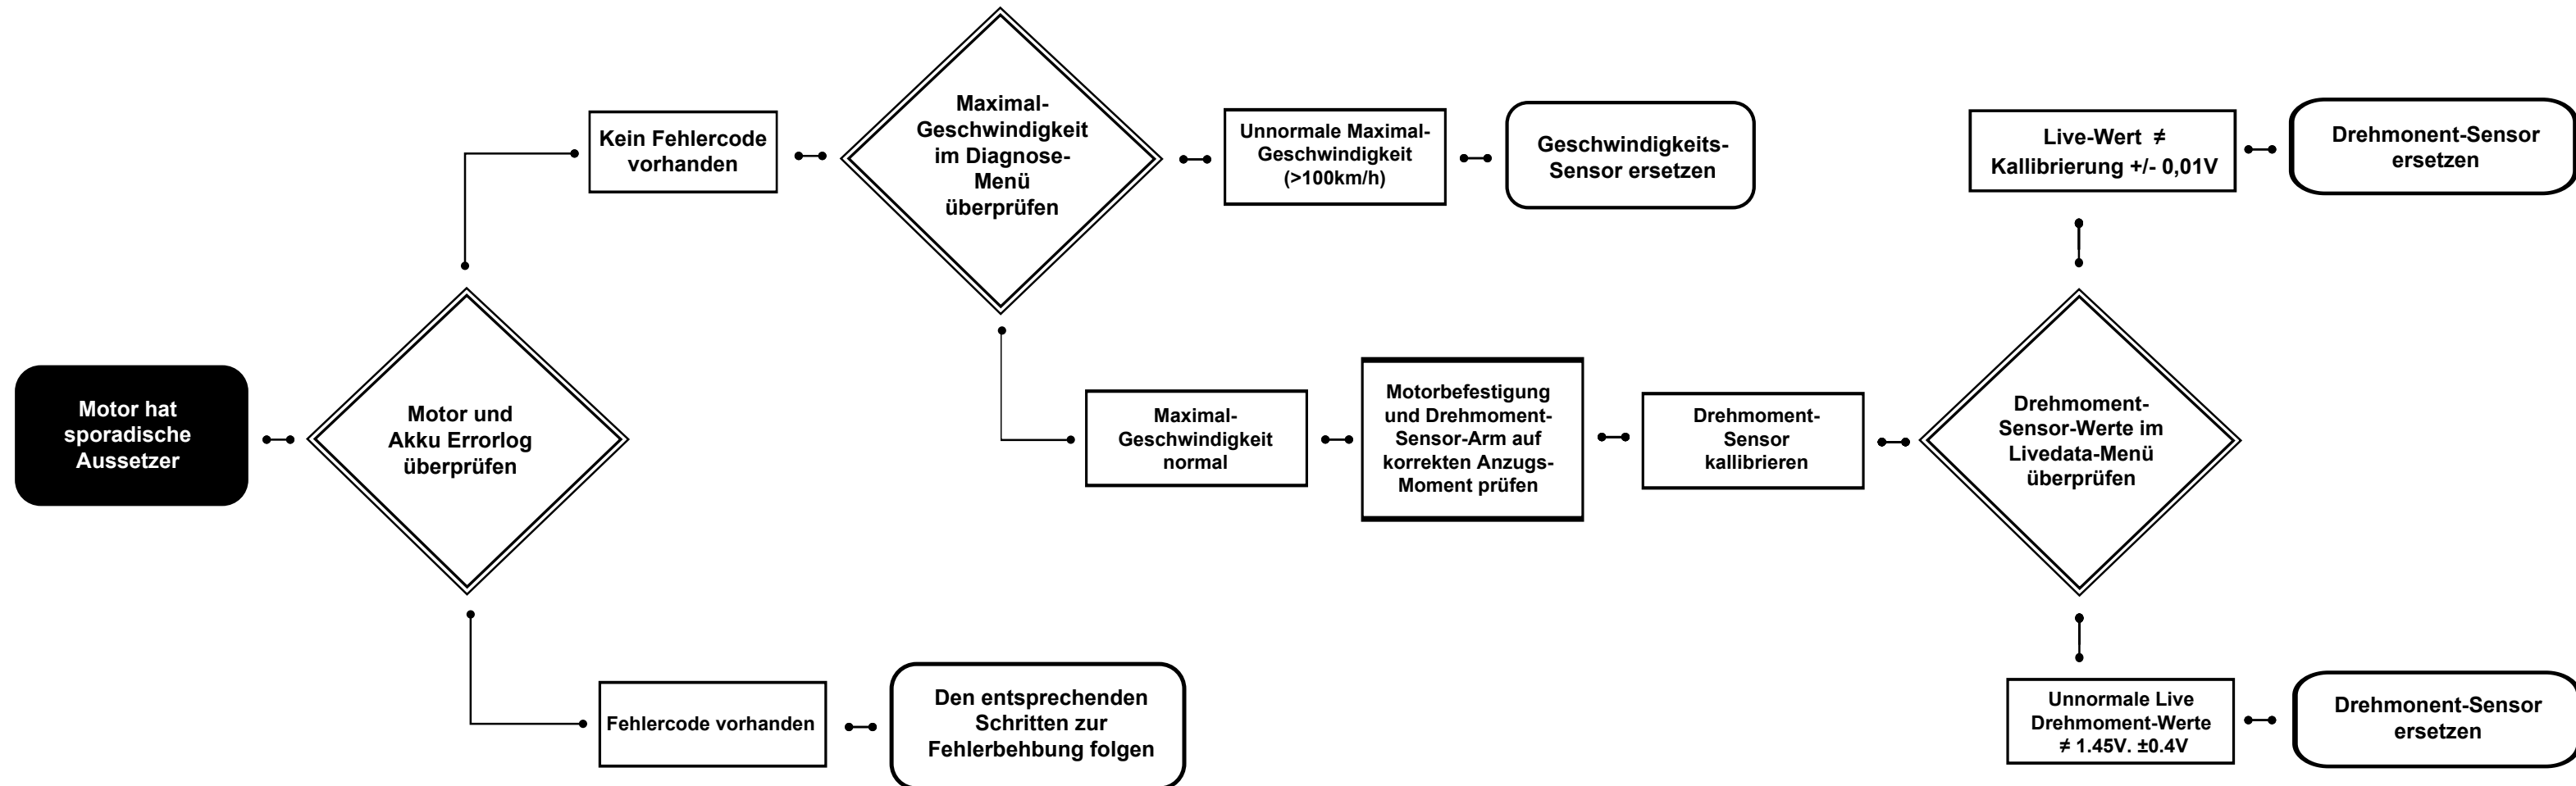 Motor hat
sporadische
Aussetzer
Motor und
Akku Errorlog
überprüfen
Kein Fehlercode
vorhanden
Maximal-
Geschwindigkeit
im Diagnose-
Menü
überprüfen
Unnormale Maximal-
Geschwindigkeit
(>100km/h)
Geschwindigkeits-
Sensor ersetzen
Maximal-
Geschwindigkeit
normal
Motorbefestigung
und Drehmoment-
Sensor-Arm auf
korrekten Anzugs-
Moment prüfen
Drehmoment-
Sensor
kallibrieren
Drehmoment-
Sensor-Werte im
Livedata-Menü
überprüfen
Live-Wert ≠
Kallibrierung +/- 0,01V
Drehmonent-Sensor
ersetzen
Unnormale Live
Drehmoment-Werte
≠ 1.45V. ±0.4V
Drehmonent-Sensor
ersetzen
Fehlercode vorhanden
Den entsprechenden
Schritten zur
Fehlerbehbung folgen